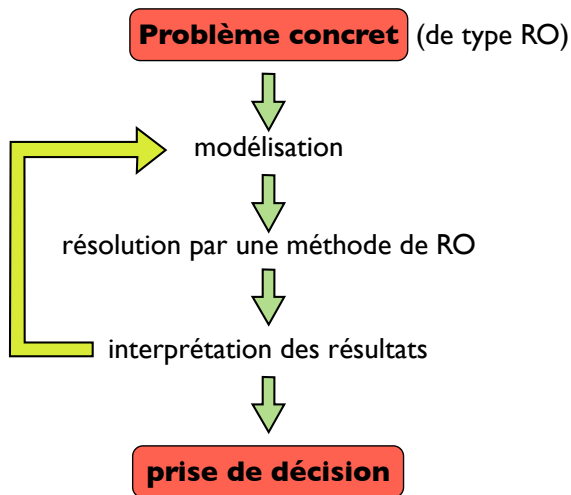 Problème concret (de type RO)
modélisation
résolution par une méthode de RO
interprétation des résultats
prise de décision